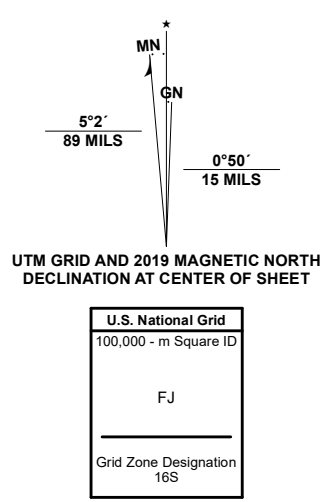 MN
GN
5°2´
89 MILS
0°50´
15 MILS
UTM GRID AND 2019 MAGNETIC NORTH
DECLINATION AT CENTER OF SHEET
U.S. National Grid
100,000 - m Square ID
FJ
Grid Zone Designation
16S